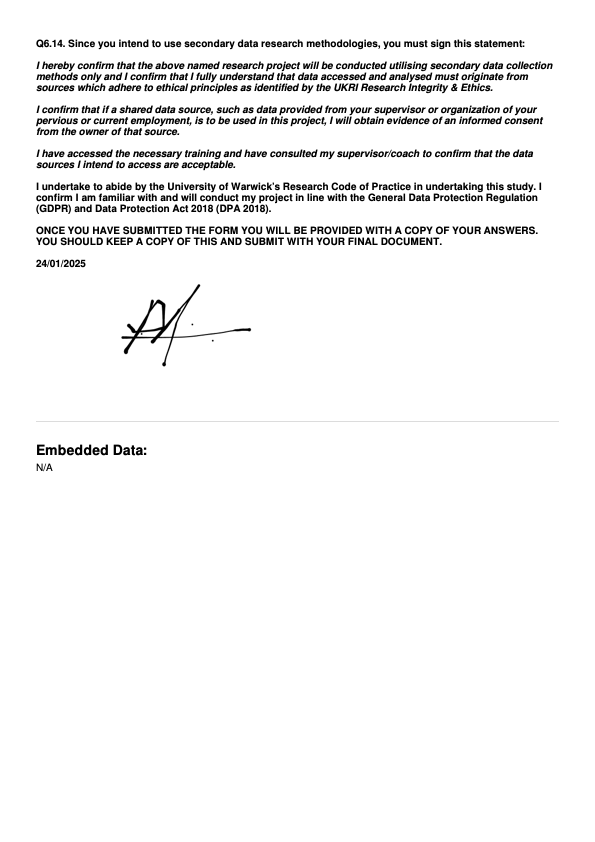 Q6.14. Since you intend to use secondary data research methodologies, you must sign this statement:
I hereby confirm that the above named research project will be conducted utilising secondary data collection
methods only and I confirm that I fully understand that data accessed and analysed must originate from
sources which adhere to ethical principles as identified by the UKRI Research Integrity & Ethics.
I confirm that if a shared data source, such as data provided from your supervisor or organization of your
pervious or current employment, is to be used in this project, I will obtain evidence of an informed consent
from the owner of that source.
I have accessed the necessary training and have consulted my supervisor/coach to confirm that the data
sources I intend to access are acceptable.
I undertake to abide by the University of Warwick's Research Code of Practice in undertaking this study. I
confirm I am familiar with and will conduct my project in line with the General Data Protection Regulation
(GDPR) and Data Protection Act 2018 (DPA 2018).
ONCE YOU HAVE SUBMITTED THE FORM YOU WILL BE PROVIDED WITH A COPY OF YOUR ANSWERS.
YOU SHOULD KEEP A COPY OF THIS AND SUBMIT WITH YOUR FINAL DOCUMENT.
24/01/2025
Embedded Data:
N/A